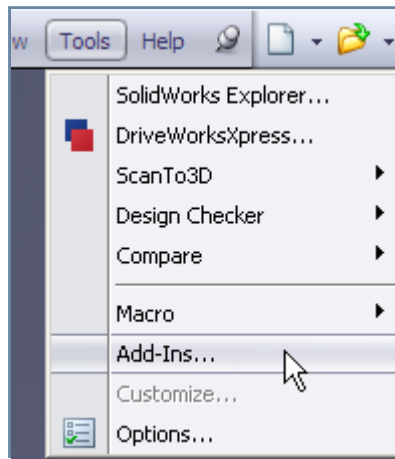 w Tools Help
SolidWorks Explorer...
DriveWorksXpress...
ScanTo3D
Design Checker
Compare
Macro
Add-Ins...
Customize...
Options...